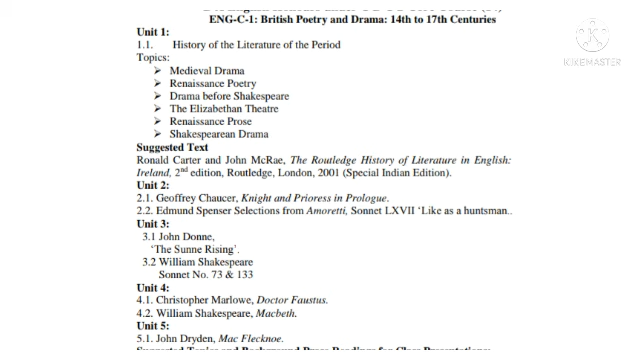 ENG-C-1: British Poetry and Drama: 14th to 17th Centuries
Unit 1:
1.1. History of the Literature of the Period
Topics:
➤ Medieval Drama
➤ Renaissance Poetry
➤ Drama before Shakespeare
➤ The Elizabethan Theatre
➤ Renaissance Prose
➤ Shakespearean Drama
Suggested Text
Ronald Carter and John McRae, The Routledge History of Literature in English:
Ireland, 2nd edition, Routledge, London, 2001 (Special Indian Edition).
Unit 2:
2.1. Geoffrey Chaucer, Knight and Prioress in Prologue.
2.2. Edmund Spenser Selections from Amoretti, Sonnet LXVII ‘Like as a huntsman..
Unit 3:
3.1 John Donne,
‘The Sunne Rising’.
3.2 William Shakespeare
Sonnet No. 73 & 133
Unit 4:
4.1. Christopher Marlowe, Doctor Faustus.
4.2. William Shakespeare, Macbeth.
Unit 5:
5.1. John Dryden, Mac Flecknoe.
KINEMASTER